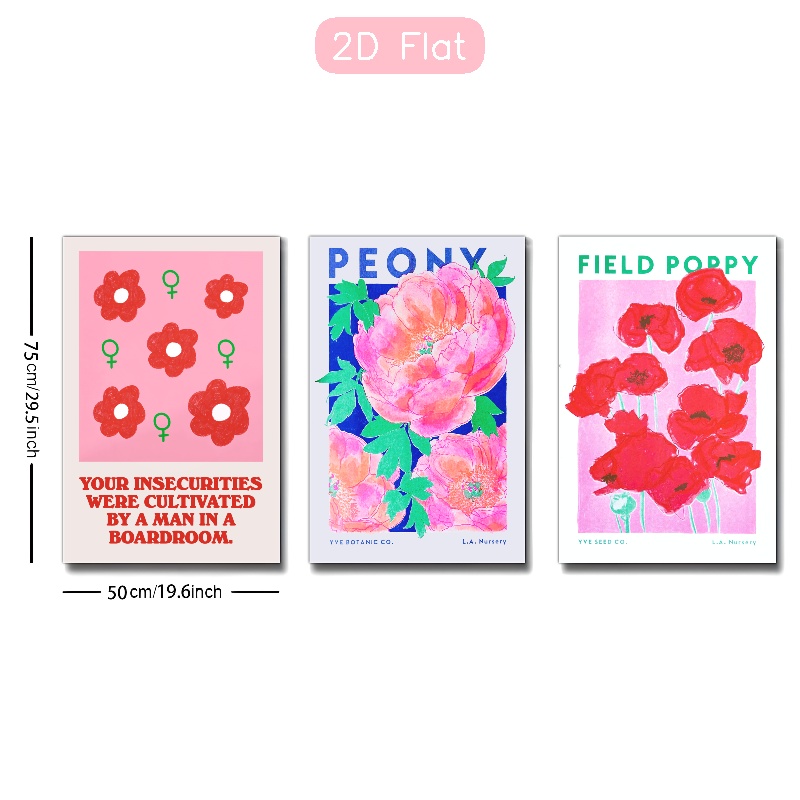 2D Flat
75cm/29.5inch
50cm/19.6inch
YOUR INSECURITIES
WERE CULTIVATED
BY A MAN IN A
BOARDROOM.
PEONY
YVE BOTANIC CO.
L.A. Nursery
FIELD POPPY
YVE SEED CO.
L.A. Nursery